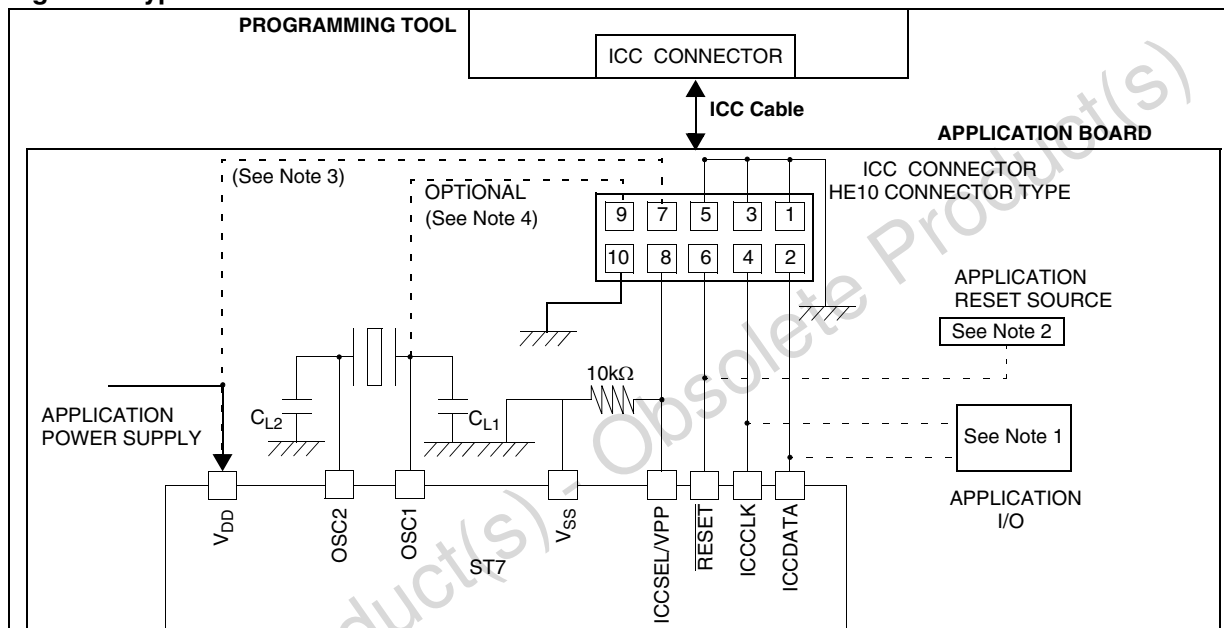 PROGRAMMING TOOL
ICC CONNECTOR
ICC Cable
APPLICATION BOARD
(See Note 3)
OPTIONAL
(See Note 4)
ICC CONNECTOR
HE10 CONNECTOR TYPE
9 7 5 3 1
10 8 6 4 2
APPLICATION
RESET SOURCE
See Note 2
10kΩ
APPLICATION
POWER SUPPLY
CL2
CL1
See Note 1
APPLICATION
I/O
VDD
OSC2
OSC1
VSS
ICCSEL/VPP
RESET
ICCCLK
ICCDATA
ST7
duct(s) - Obsolete Product(s)